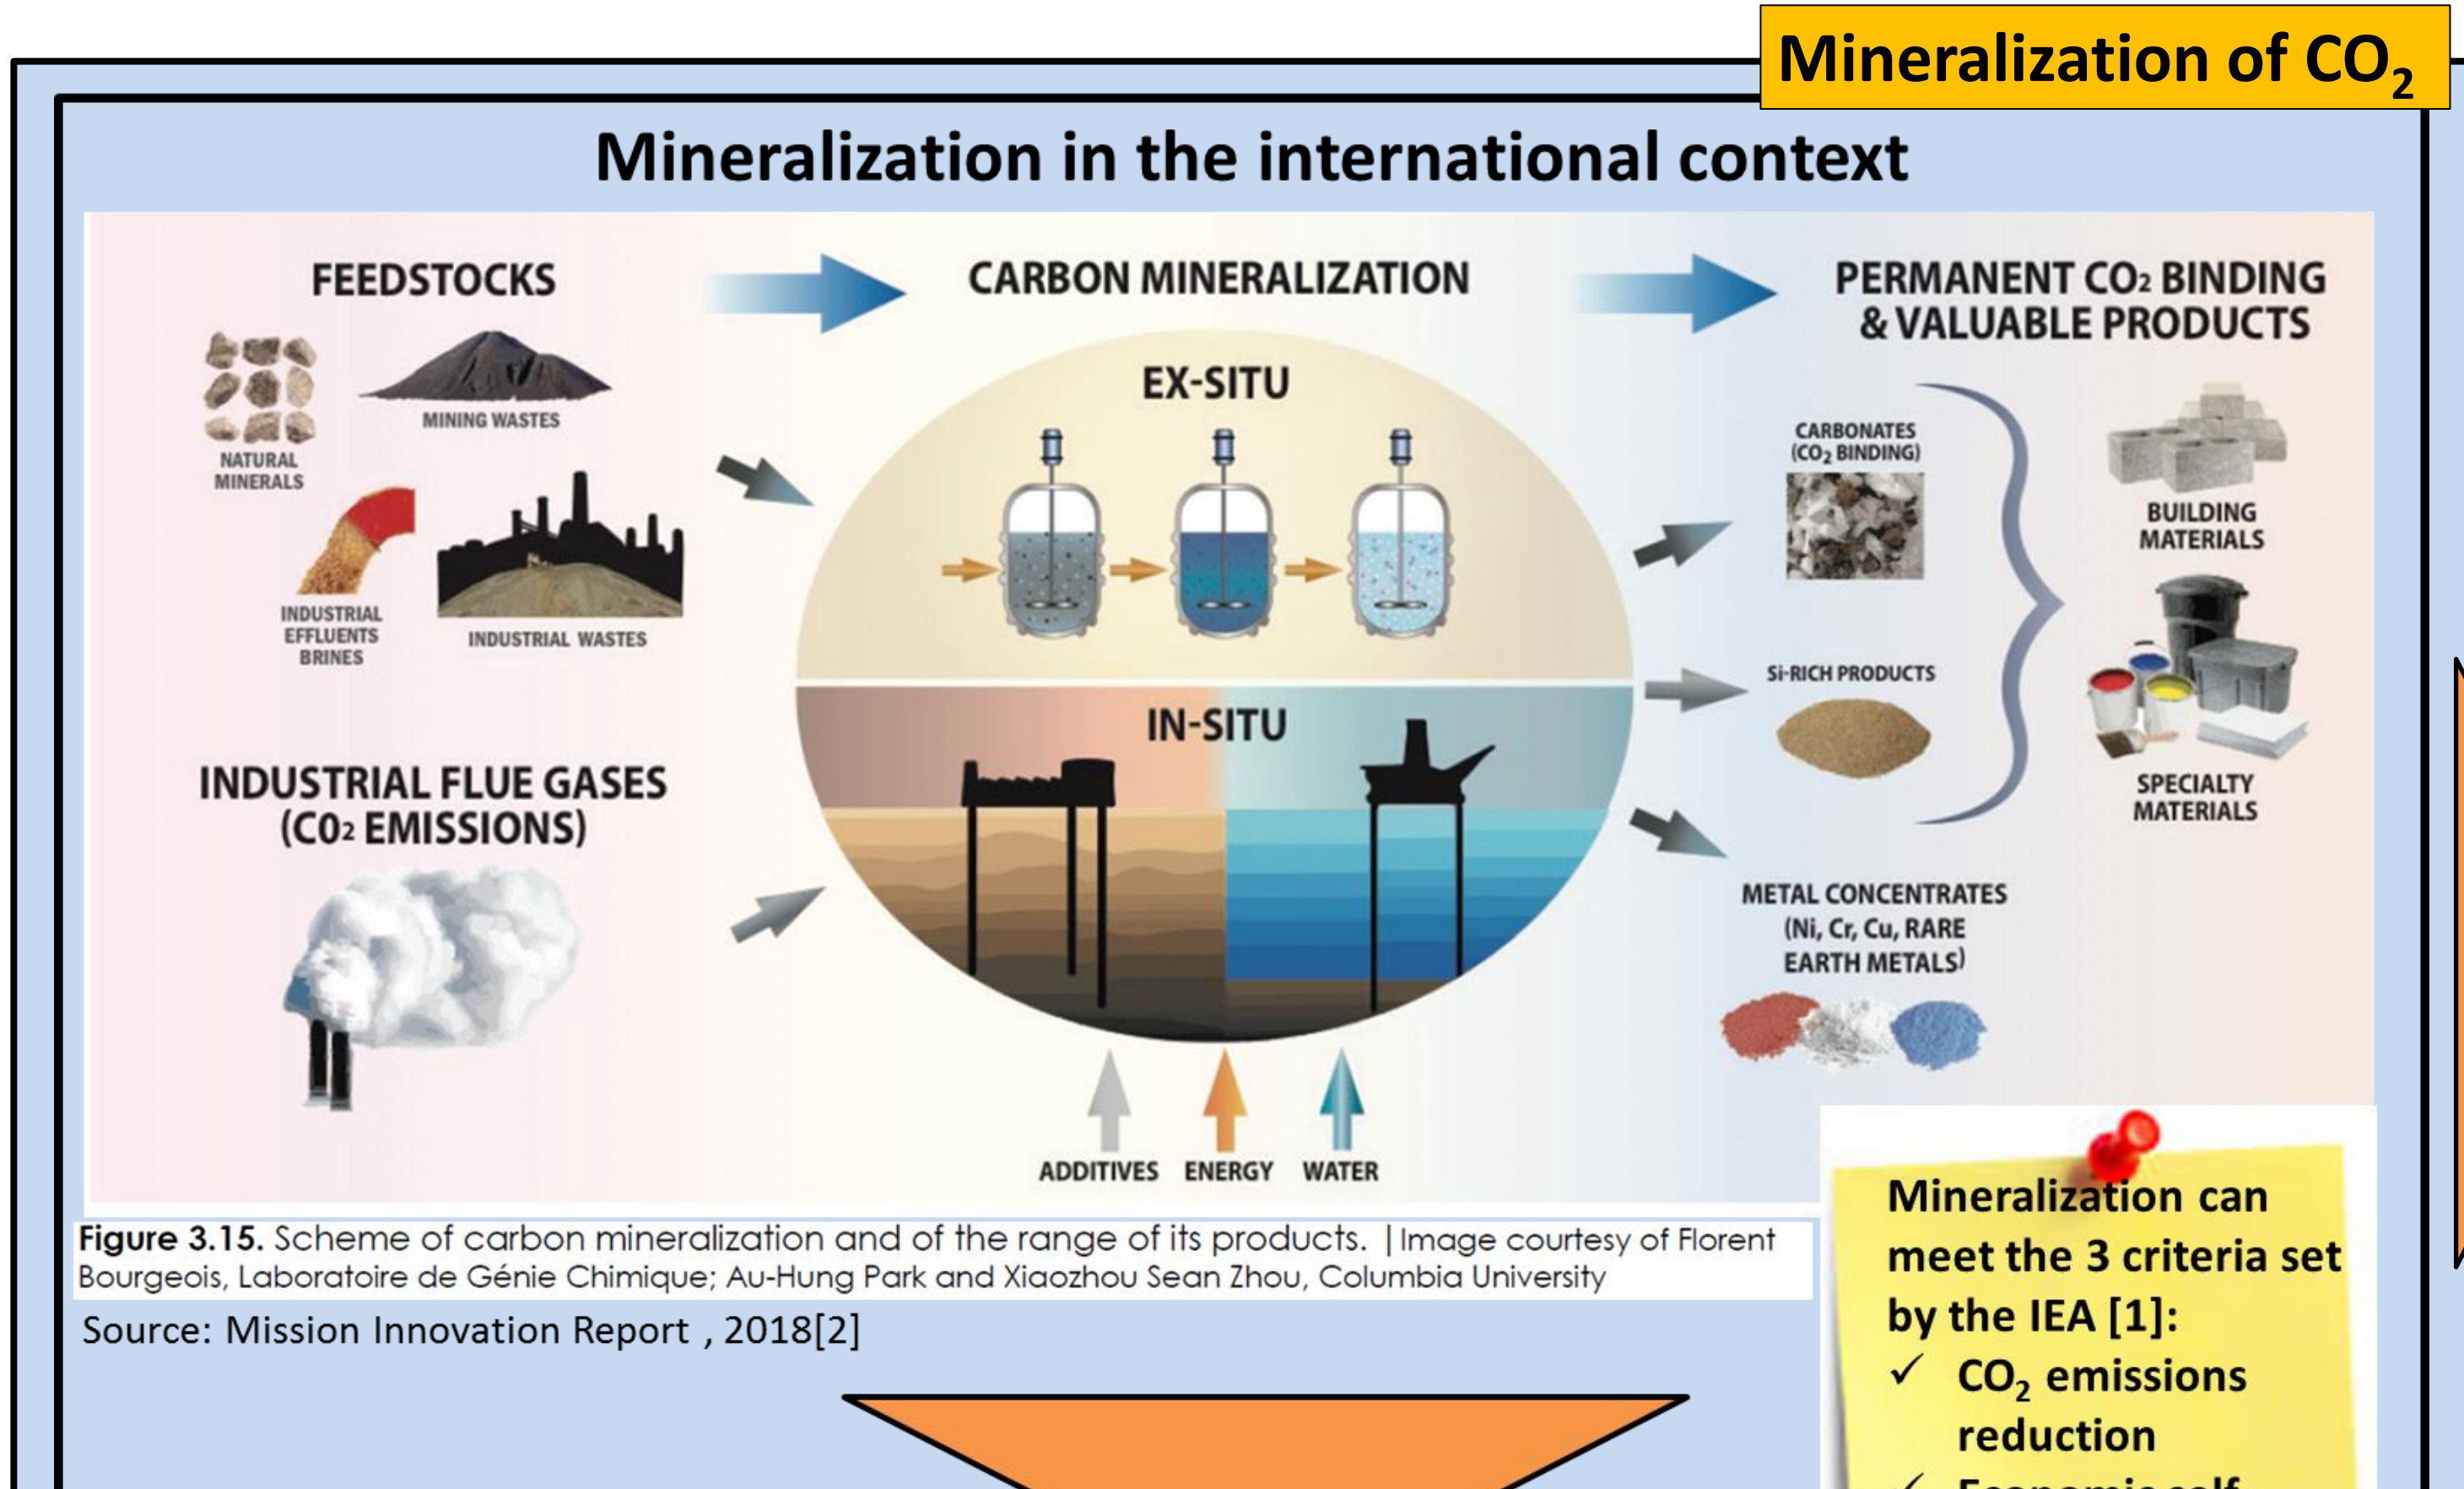 Mineralization of CO₂
Mineralization in the international context
FEEDSTOCKS
NATURAL
MINERALS
MINING WASTES
INDUSTRIAL
EFFLUENTS
BRINES
INDUSTRIAL WASTES
INDUSTRIAL FLUE GASES
(C0₂ EMISSIONS)
CARBON MINERALIZATION
EX-SITU
IN-SITU
ADDITIVES ENERGY WATER
PERMANENT CO₂ BINDING
& VALUABLE PRODUCTS
CARBONATES
(CO₂ BINDING)
Si-RICH PRODUCTS
METAL CONCENTRATES
(Ni, Cr, Cu, RARE
EARTH METALS)
BUILDING
MATERIALS
SPECIALTY
MATERIALS
Figure 3.15. Scheme of carbon mineralization and of the range of its products. | Image courtesy of Florent
Bourgeois, Laboratoire de Génie Chimique; Au-Hung Park and Xiaozhou Sean Zhou, Columbia University
Source: Mission Innovation Report , 2018[2]
Mineralization can
meet the 3 criteria set
by the IEA [1]:
✓ CO₂ emissions
reduction
✓ Economic self